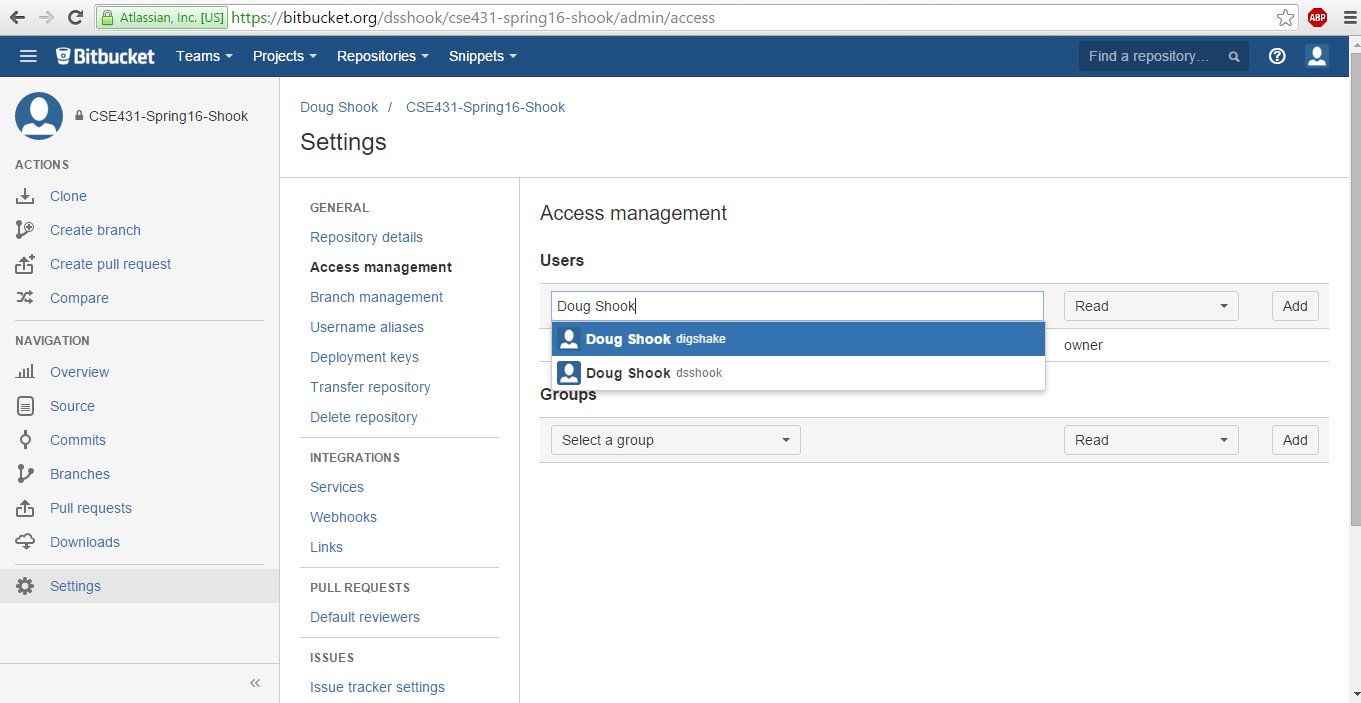 Atlassian, Inc. [US] https://bitbucket.org/dsshook/cse431-spring16-shook/admin/access
ABP
Bitbucket Teams Projects Repositories Snippets Find a repository...
CSE431-Spring16-Shook
ACTIONS
Clone
Create branch
Create pull request
Compare
NAVIGATION
Overview
Source
Commits
Branches
Pull requests
Downloads
Settings
Doug Shook / CSE431-Spring16-Shook
Settings
GENERAL
Repository details
Access management
Branch management
Username aliases
Deployment keys
Transfer repository
Delete repository
INTEGRATIONS
Services
Webhooks
Links
PULL REQUESTS
Default reviewers
ISSUES
Issue tracker settings
Access management
Users
Doug Shook Read Add
Doug Shook digshake
owner
Doug Shook dsshook
Groups
Select a group Read Add